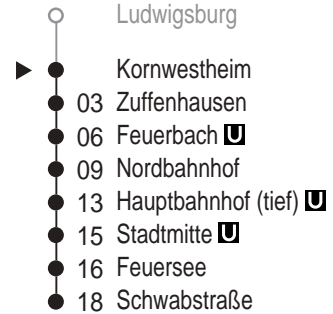 Ludwigsburg
Kornwestheim
03 Zuffenhausen
06 Feuerbach U
09 Nordbahnhof
13 Hauptbahnhof (tief) U
15 Stadtmitte U
16 Feuersee
18 Schwabstraße